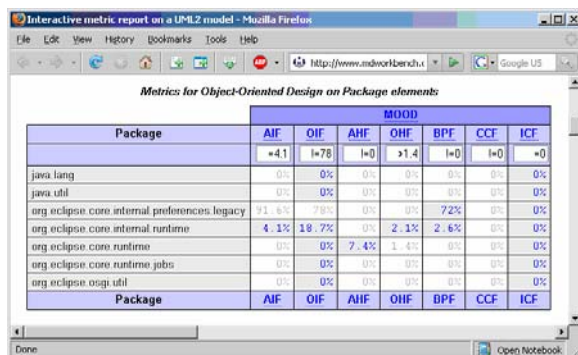 Interactive metric report on a UML2 model - Mozilla Firefox
File Edit View History Bookmarks Tools Help
http://www.mdworkbench.c Google US
Metrics for Object-Oriented Design on Package elements
MOOD
Package AIF OIF AHF OHF BPF CCF ICF
=4.1 !=78 !=0 >1.4 !=0 !=0 =0
java.lang 0% 0% 0% 0% 0% 0% 0%
java.util 0% 0% 0% 0% 0% 0% 0%
org.eclipse.core.internal.preferences.legacy 91.6% 78% 0% 0% 72% 0% 0%
org.eclipse.core.internal.runtime 4.1% 18.7% 0% 2.1% 2.6% 0% 0%
org.eclipse.core.runtime 0% 0% 7.4% 1.4% 0% 0% 0%
org.eclipse.core.runtime.jobs 0% 0% 0% 0% 0% 0% 0%
org.eclipse.osgi.util 0% 0% 0% 0% 0% 0% 0%
Package AIF OIF AHF OHF BPF CCF ICF
Done Open Notebook